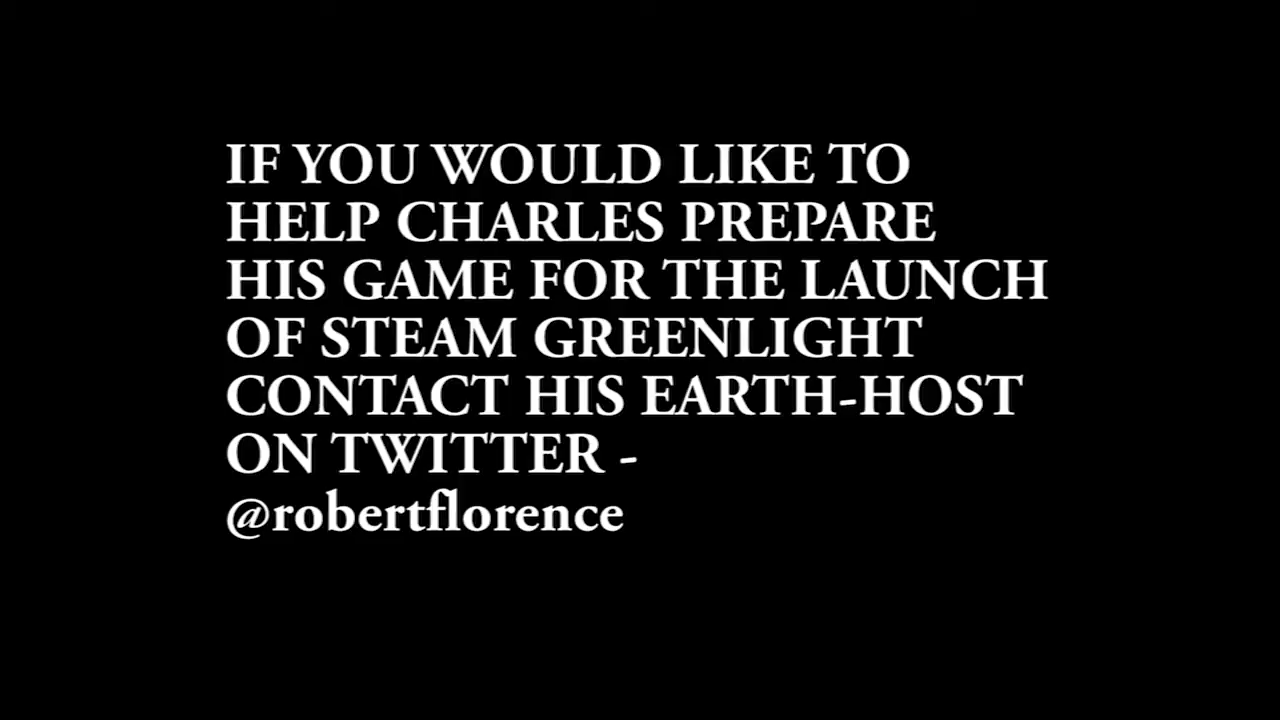 IF YOU WOULD LIKE TO
HELP CHARLES PREPARE
HIS GAME FOR THE LAUNCH
OF STEAM GREENLIGHT
CONTACT HIS EARTH-HOST
ON TWITTER -
@robertflorence